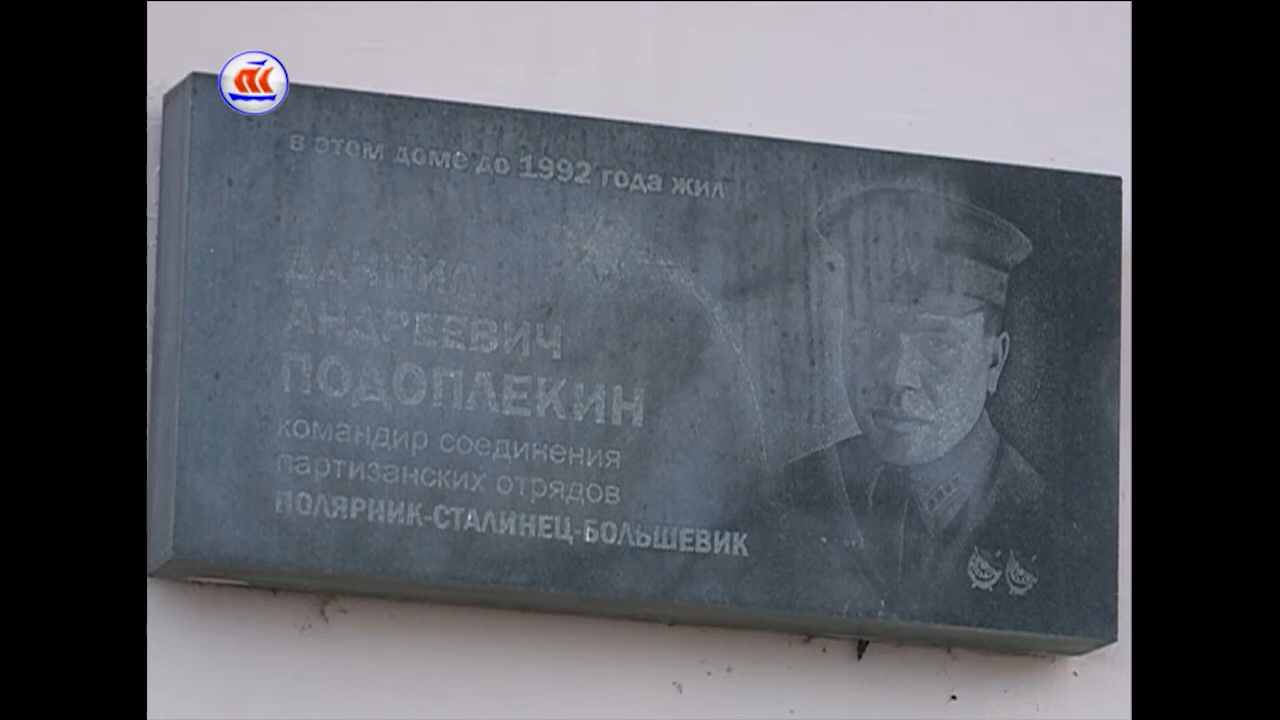 в этом доме до 1992 года жил
ДАНИИЛ
АНДРЕЕВИЧ
ПОДОПЛЕКИН
командир соединения
партизанских отрядов
ПОЛЯРНИК-СТАЛИНЕЦ-БОЛЬШЕВИК